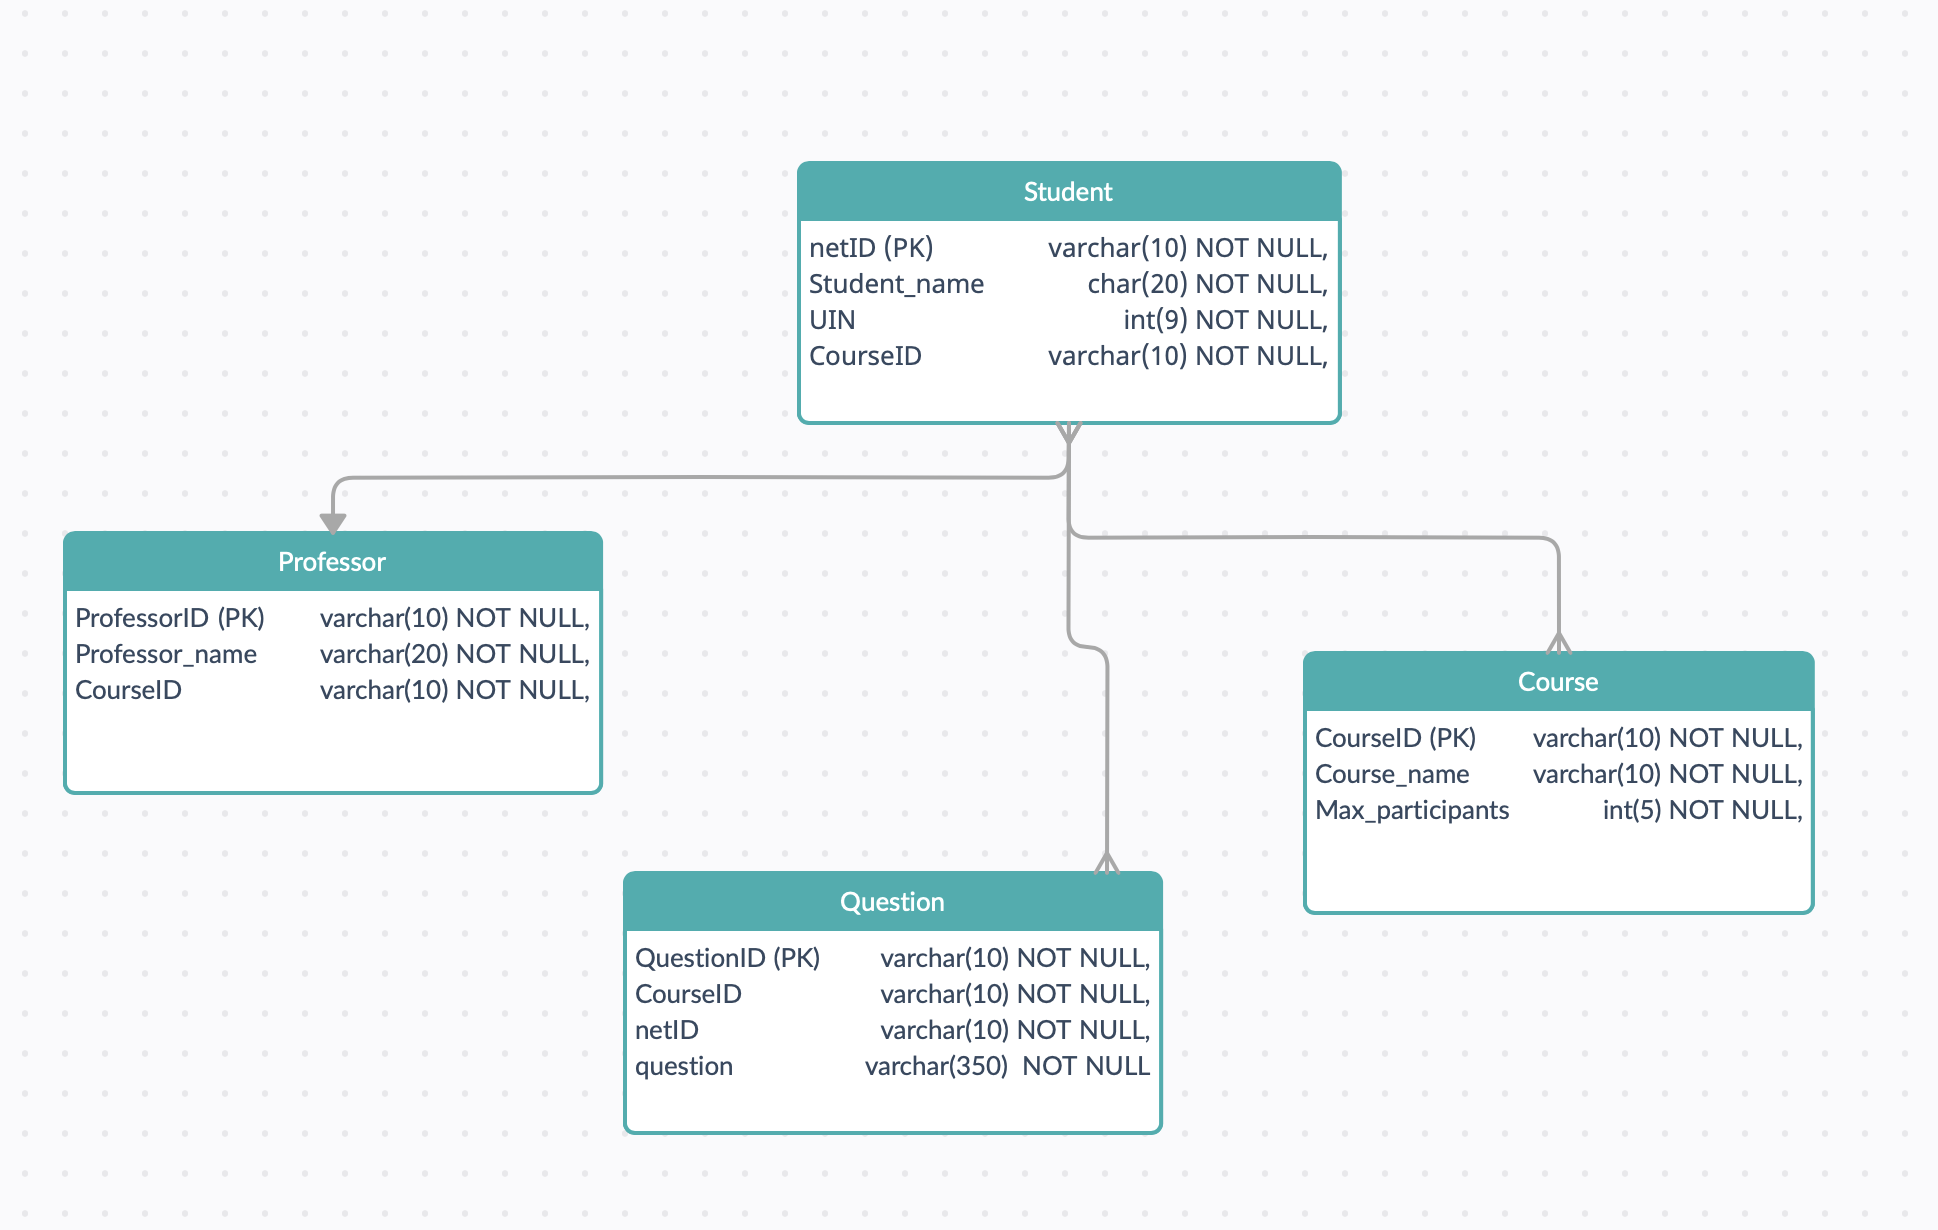 Student
netID (PK) varchar(10) NOT NULL,
Student_name char(20) NOT NULL,
UIN int(9) NOT NULL,
CourseID varchar(10) NOT NULL,
Professor
ProfessorID (PK) varchar(10) NOT NULL,
Professor_name varchar(20) NOT NULL,
CourseID varchar(10) NOT NULL,
Course
CourseID (PK) varchar(10) NOT NULL,
Course_name varchar(10) NOT NULL,
Max_participants int(5) NOT NULL,
Question
QuestionID (PK) varchar(10) NOT NULL,
CourseID varchar(10) NOT NULL,
netID varchar(10) NOT NULL,
question varchar(350) NOT NULL